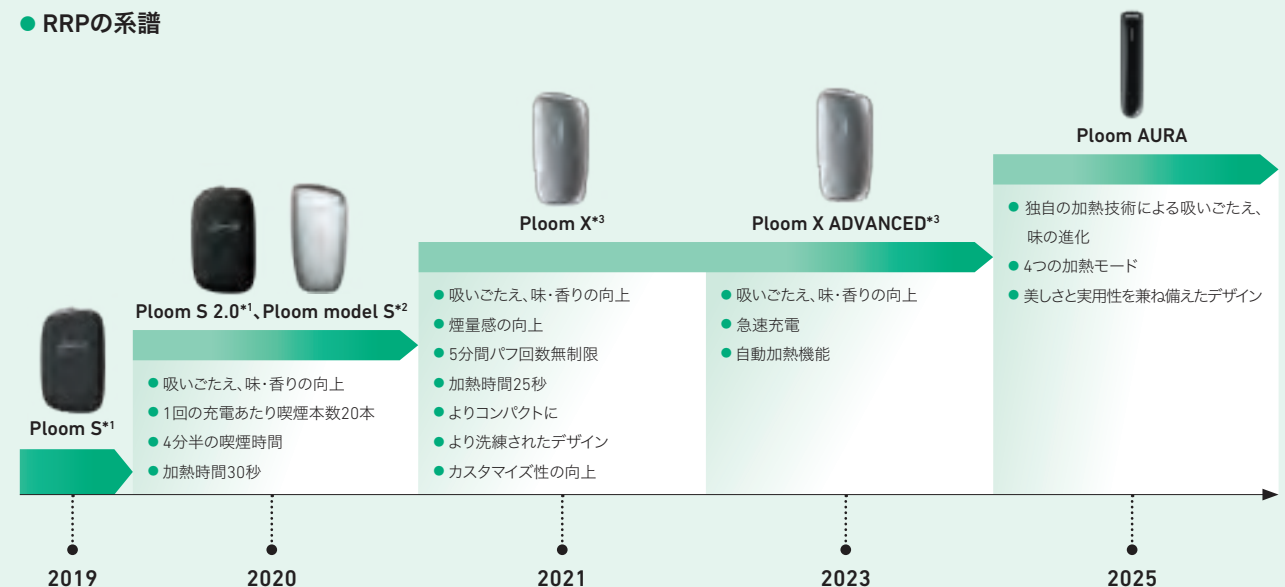 ● RRPの系譜
Ploom S*1
2019
Ploom S 2.0*1、Ploom model S*2
● 吸いごたえ、味・香りの向上
● 1回の充電あたり喫煙本数20本
● 4分半の喫煙時間
● 加熱時間30秒
2020
Ploom X*3
● 吸いごたえ、味・香りの向上
● 煙量感の向上
● 5分間パフ回数無制限
● 加熱時間25秒
● よりコンパクトに
● より洗練されたデザイン
● カスタマイズ性の向上
2021
Ploom X ADVANCED*3
● 吸いごたえ、味・香りの向上
● 急速充電
● 自動加熱機能
2023
Ploom AURA
● 独自の加熱技術による吸いごたえ、
味の進化
● 4つの加熱モード
● 美しさと実用性を兼ね備えたデザイン
2025